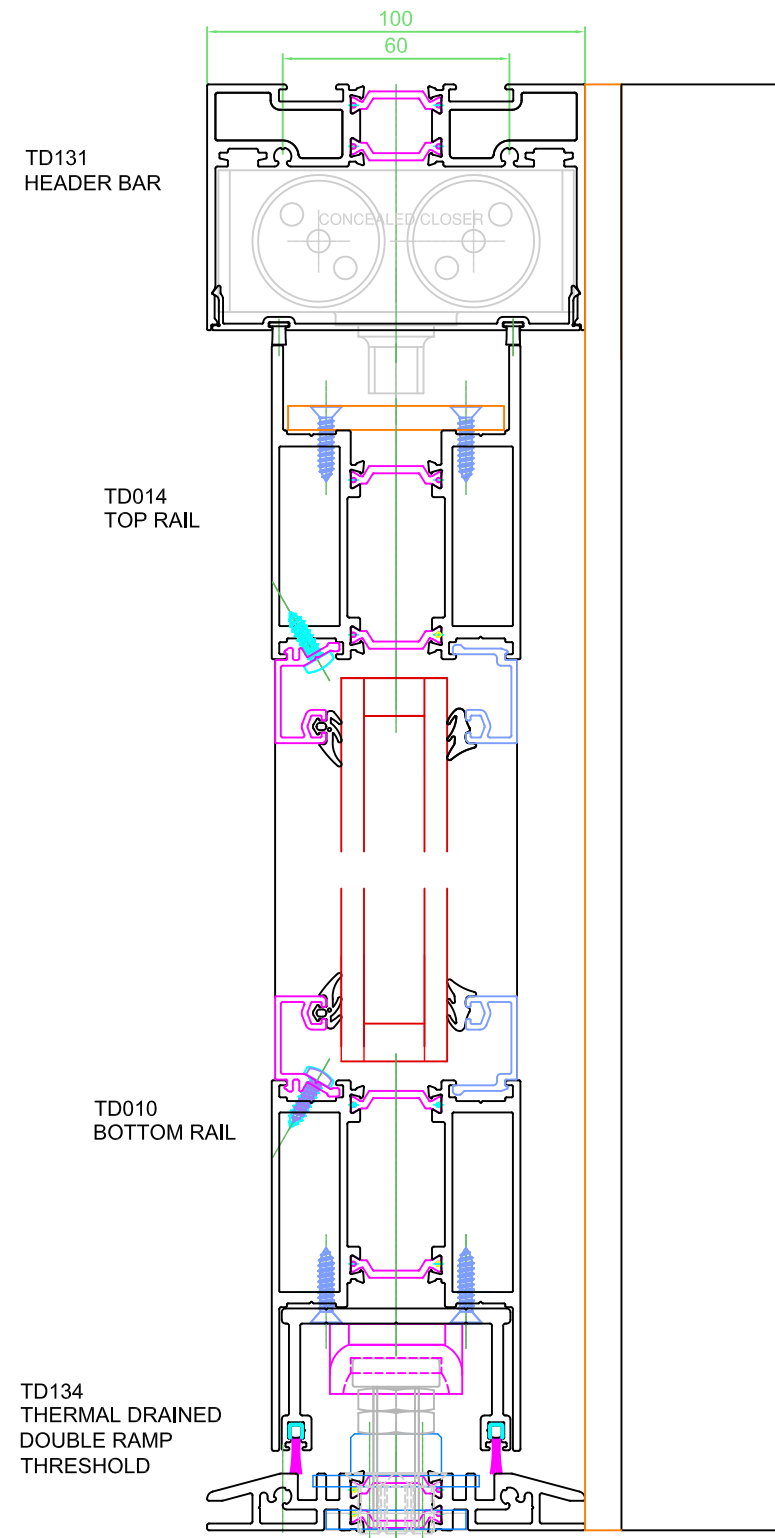 100
60
TD131
HEADER BAR
CONCEALED CLOSER
TD014
TOP RAIL
TD010
BOTTOM RAIL
TD134
THERMAL DRAINED
DOUBLE RAMP
THRESHOLD